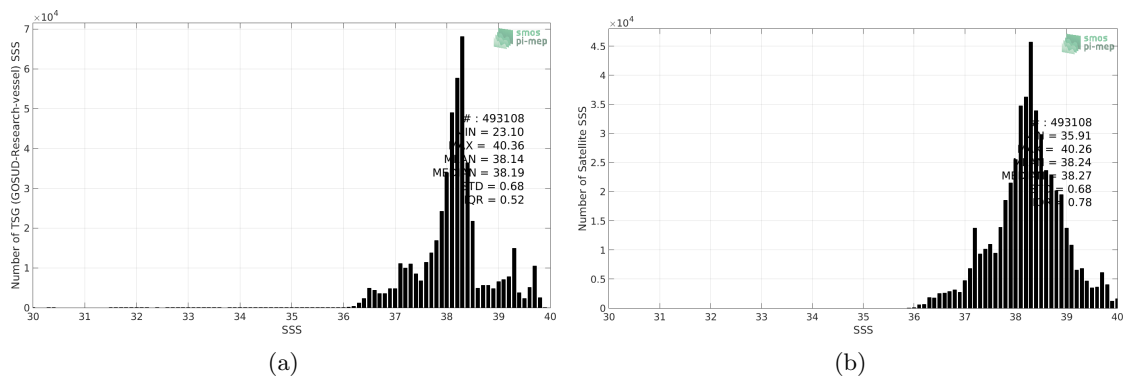 ×10⁴
7
6
5
4
3
2
1
0
Number of TSG (GOSUD-Research-vessel) SSS
smos
pi-mep
# : 493108
MIN = 23.10
MAX = 40.36
MEAN = 38.14
MEDIAN = 38.19
STD = 0.68
IQR = 0.52
30 31 32 33 34 35 36 37 38 39 40
SSS
(a)
×10⁴
4.5
4
3.5
3
2.5
2
1.5
1
0.5
0
Number of Satellite SSS
smos
pi-mep
# : 493108
= 35.91
= 40.26
= 38.24
= 38.27
= 0.68
= 0.78
30 31 32 33 34 35 36 37 38 39 40
SSS
(b)